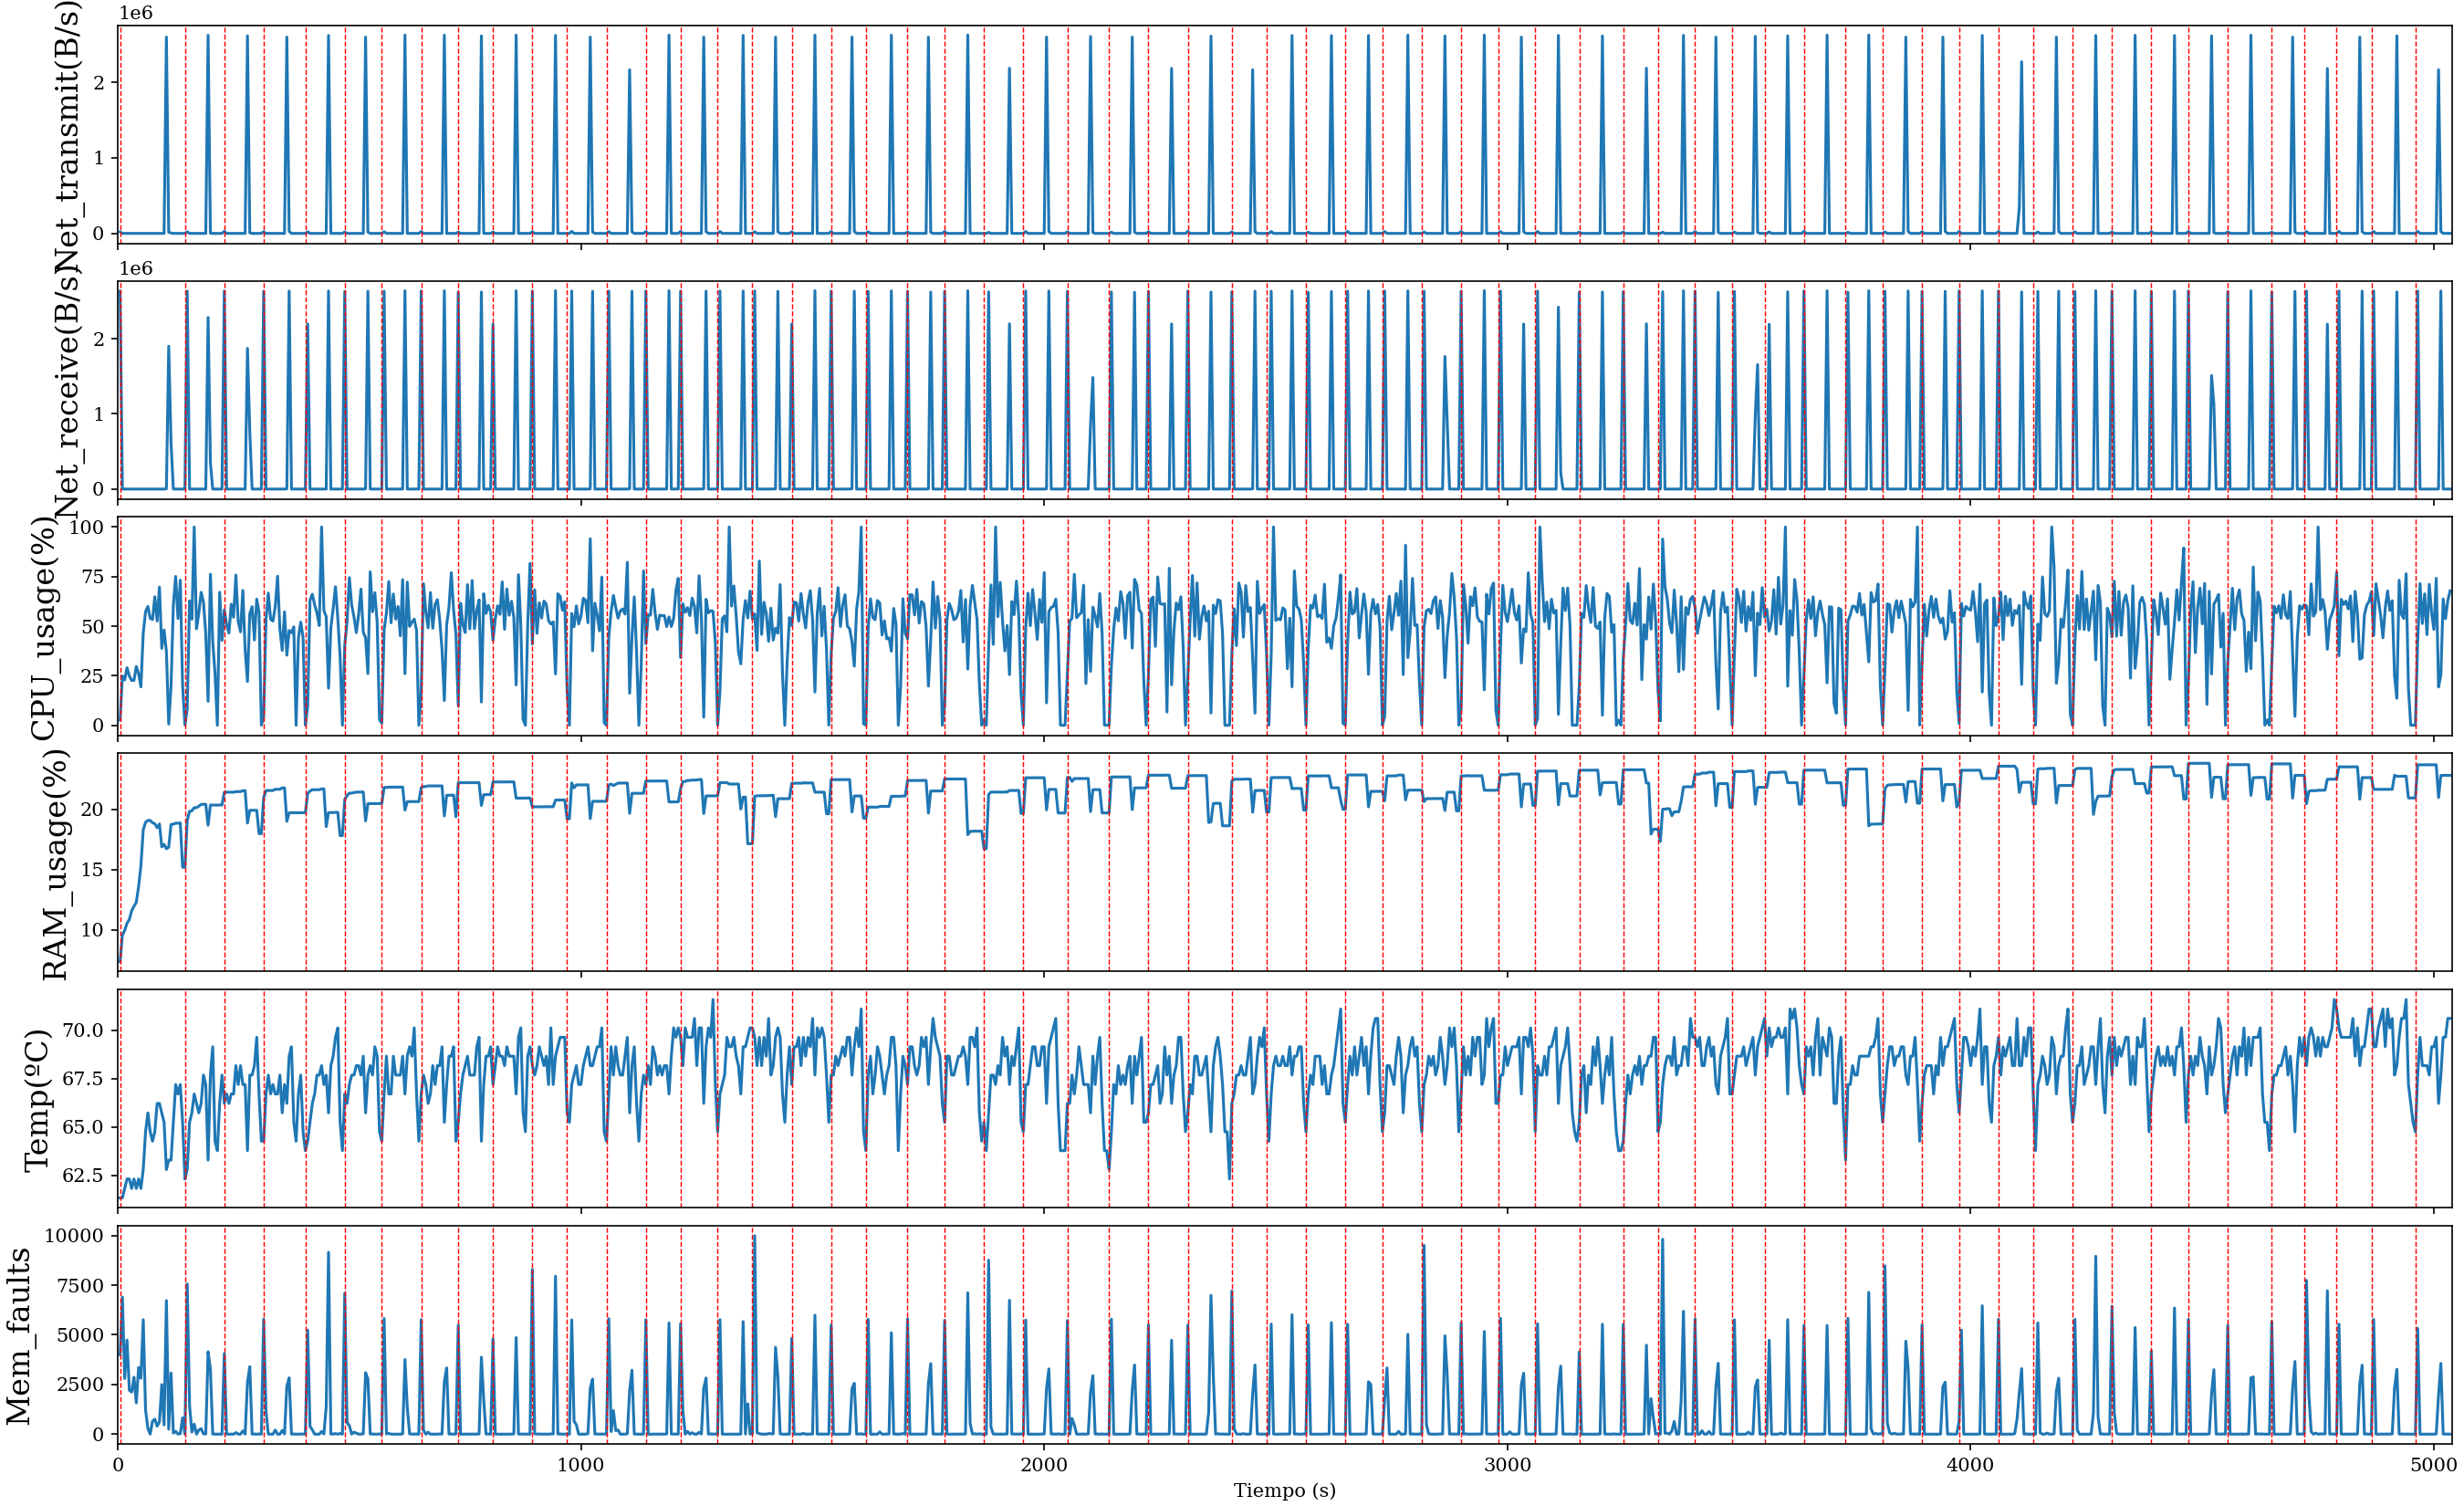 1e6
Net_transmit(B/s)
2
1
0
1e6
Net_receive(B/s)
2
1
0
CPU_usage(%)
100
75
50
25
0
RAM_usage(%)
20
15
10
Temp(ºC)
70.0
67.5
65.0
62.5
Mem_faults
10000
7500
5000
2500
0
0 1000 2000 3000 4000 5000
Tiempo (s)